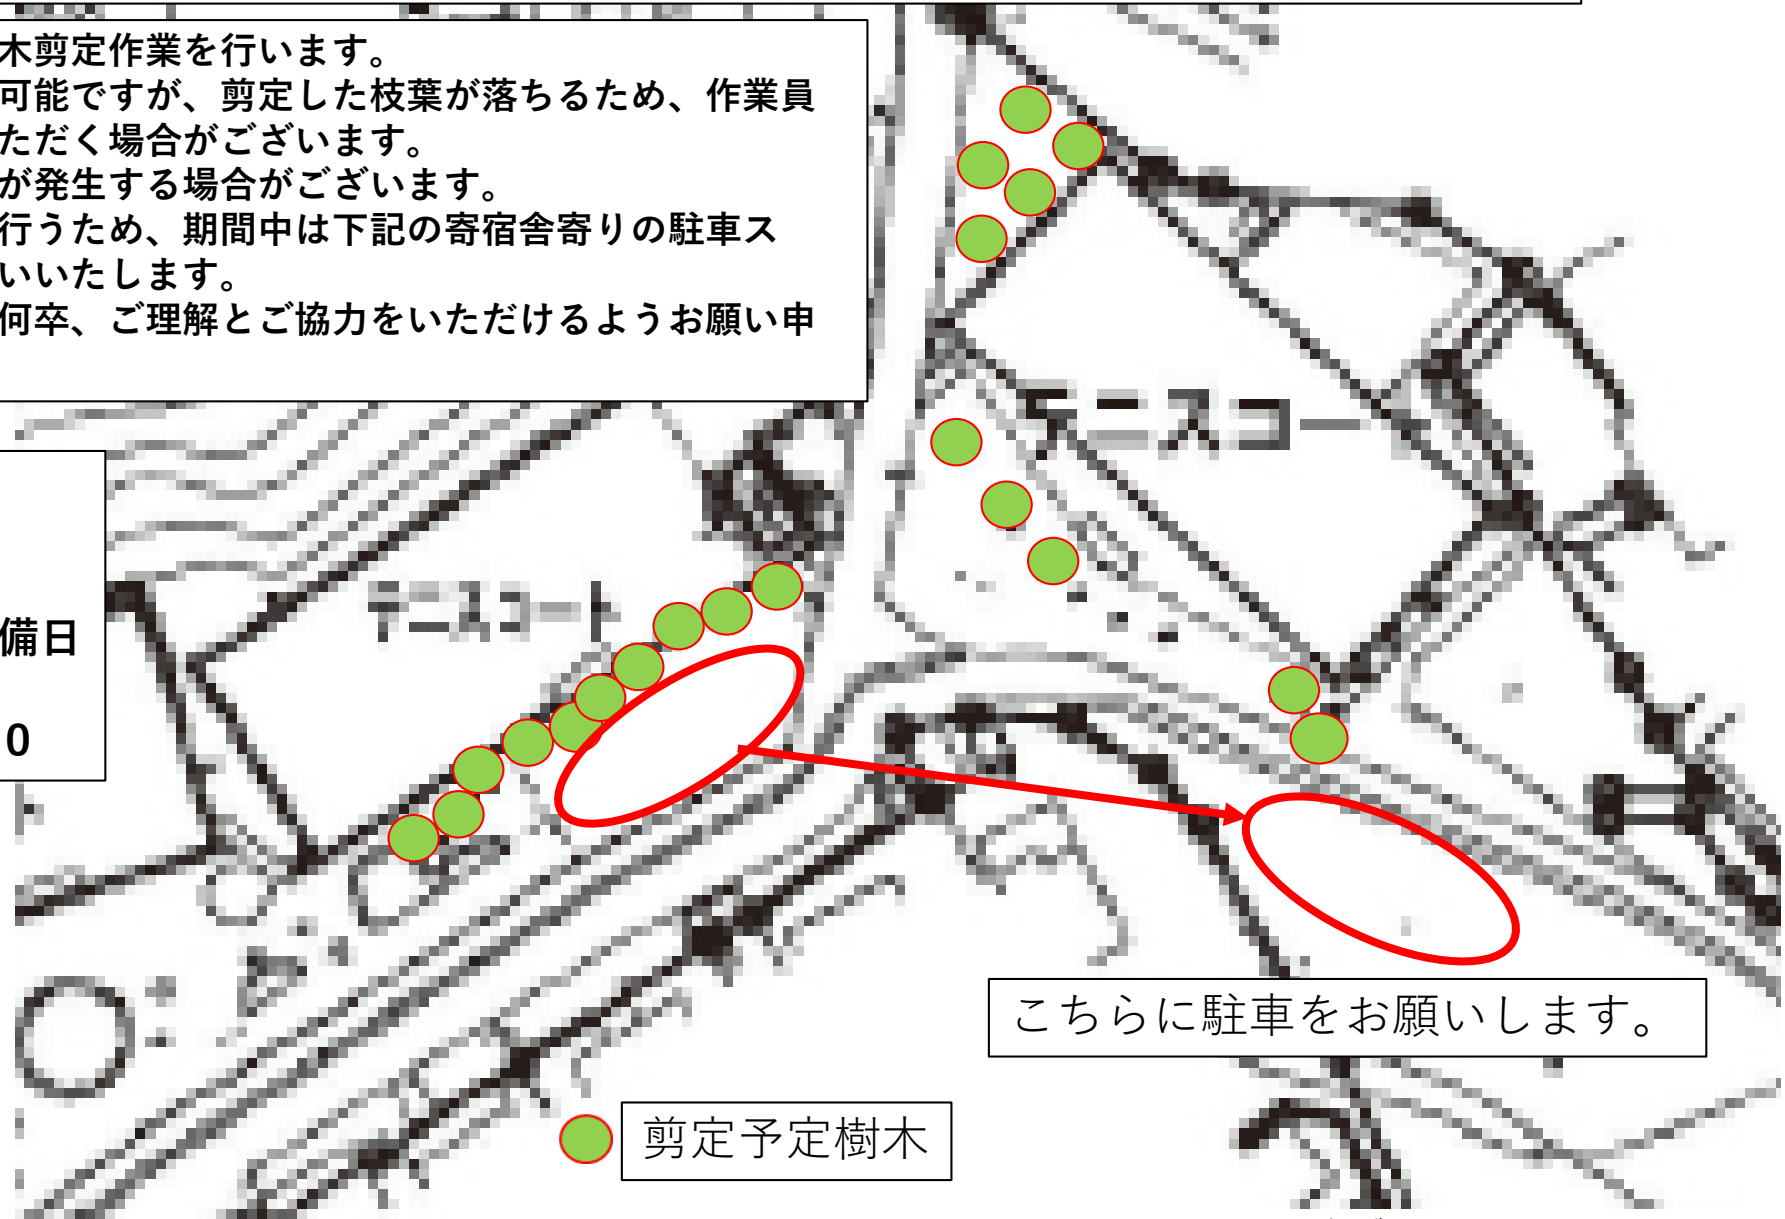 木剪定作業を行います。
可能ですが、剪定した枝葉が落ちるため、作業員
ただく場合がございます。
が発生する場合がございます。
行うため、期間中は下記の寄宿舎寄りの駐車ス
いいたします。
何卒、ご理解とご協力をいただけるようお願い申
テニスコー
備日
0
テニスコート
こちらに駐車をお願いします。
剪定予定樹木